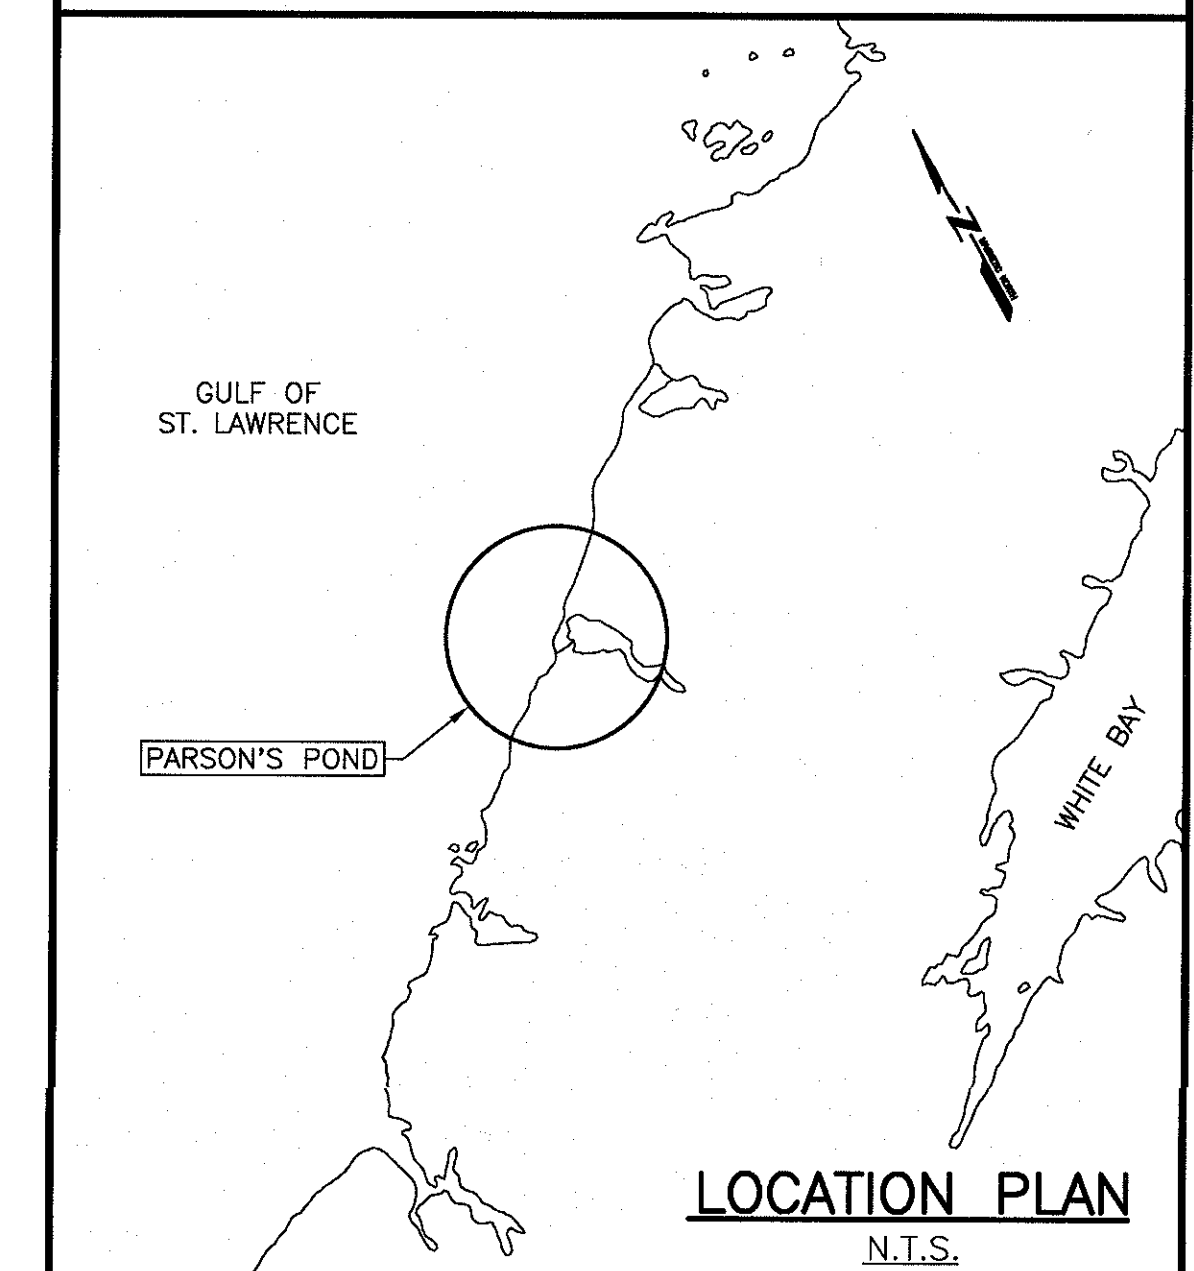 GULF OF
ST. LAWRENCE
N
PARSON'S POND
WHITE BAY
LOCATION PLAN
N.T.S.